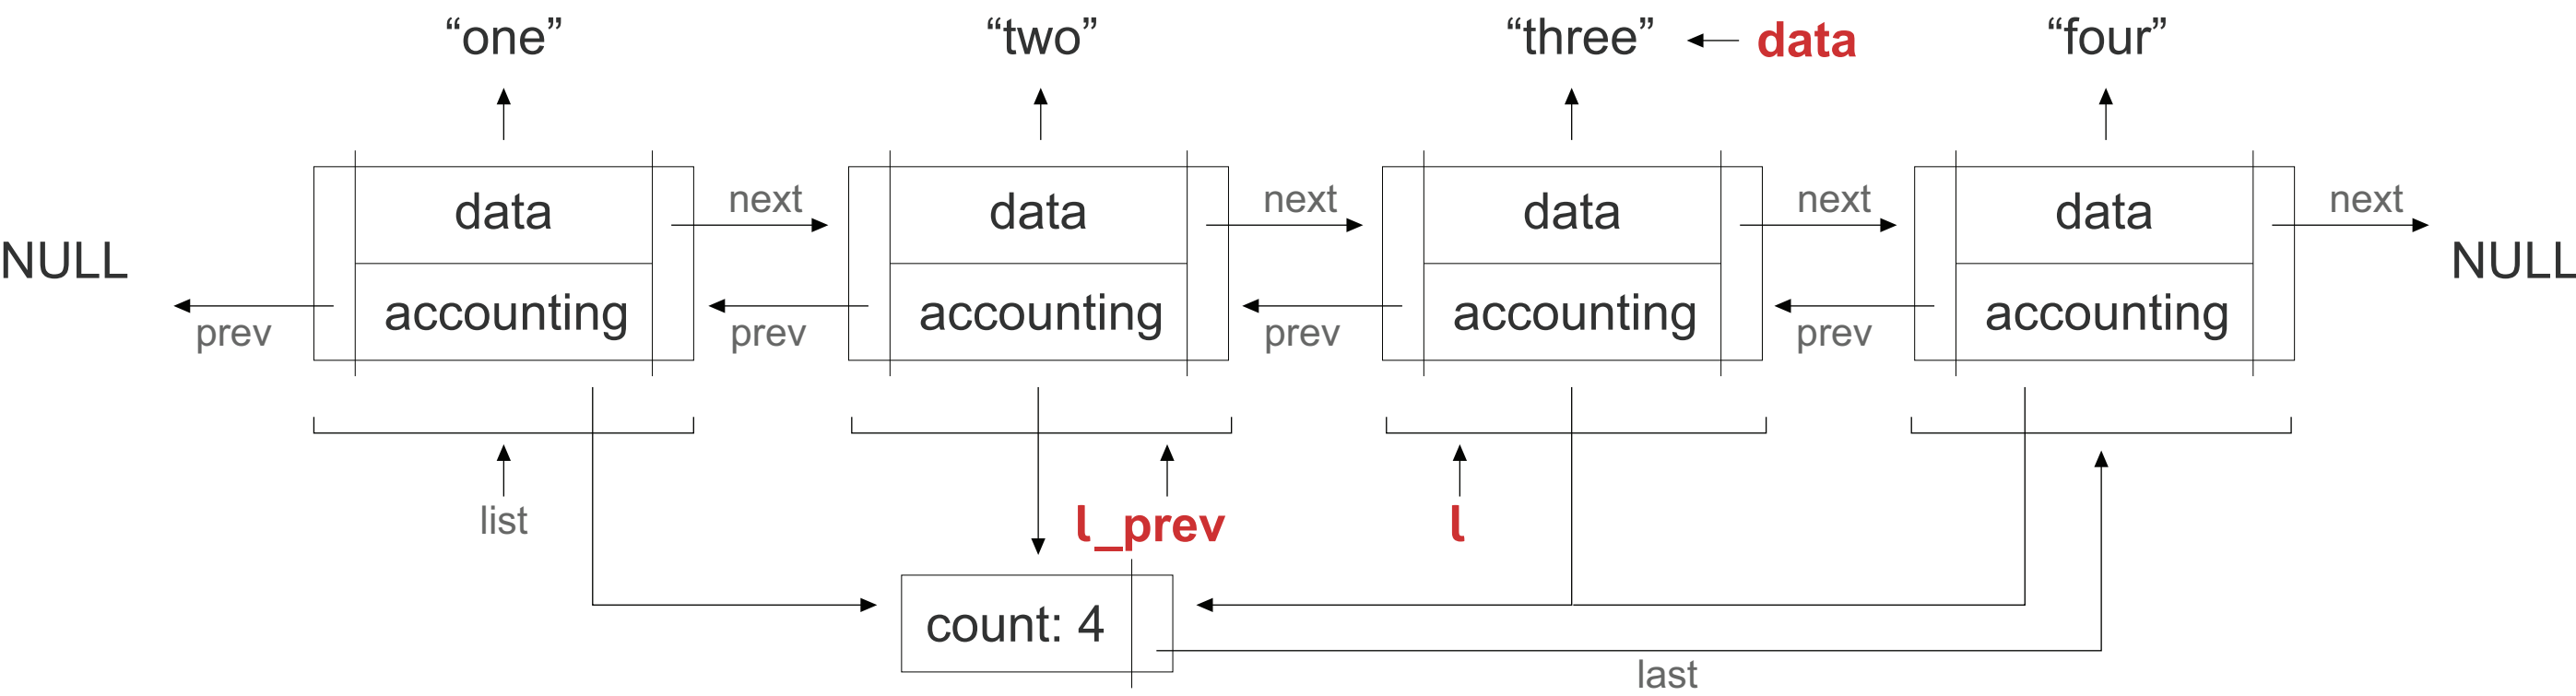 “one”
“two”
“three”
data
“four”
data
next
data
next
data
next
data
next
NULL
NULL
prev
accounting
prev
accounting
prev
accounting
prev
accounting
list
l_prev
l
count: 4
last